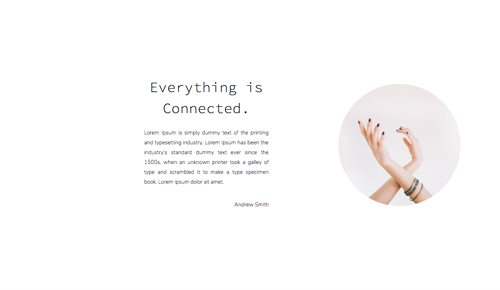 Everything is
Connected.
Lorem Ipsum is simply dummy text of the printing
and typesetting industry. Lorem Ipsum has been the
industry's standard dummy text ever since the
1500s, when an unknown printer took a galley of
type and scrambled it to make a type specimen
book. Lorem ipsum dolor sit amet.
Andrew Smith